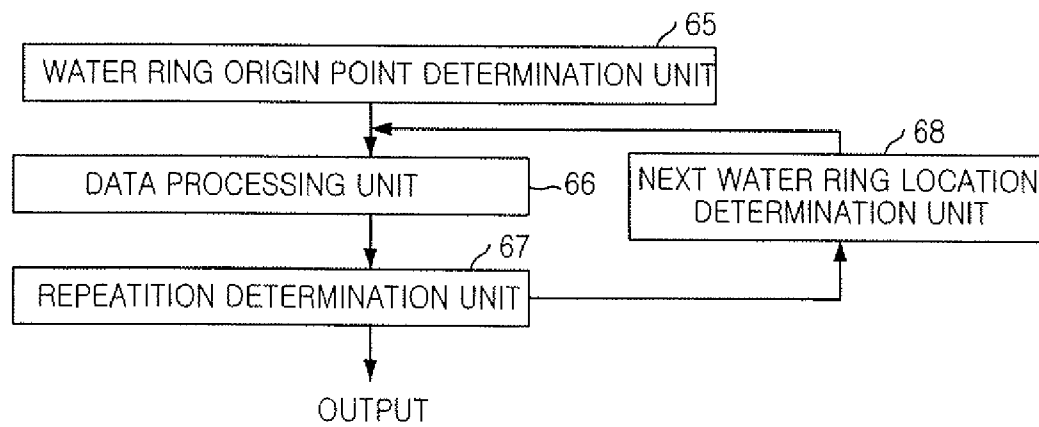 65
WATER RING ORIGIN POINT DETERMINATION UNIT
68
DATA PROCESSING UNIT
66
NEXT WATER RING LOCATION
DETERMINATION UNIT
67
REPEATITION DETERMINATION UNIT
OUTPUT